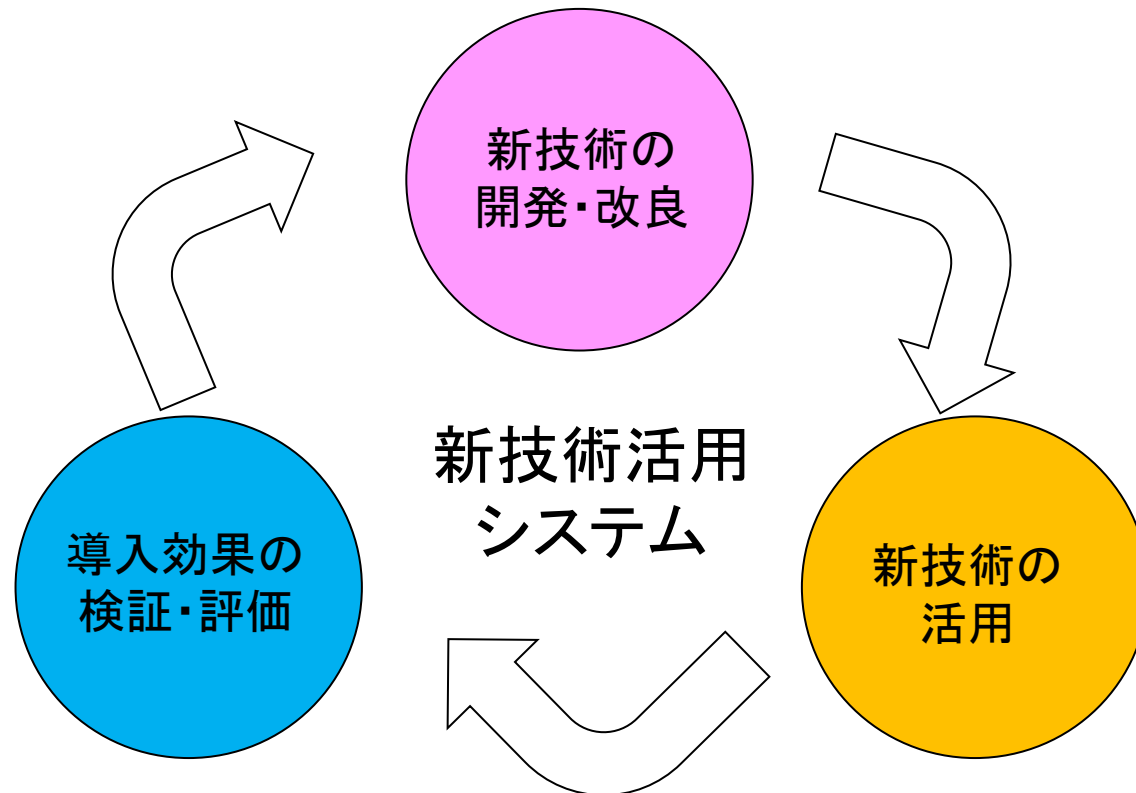 新技術の
開発・改良
新技術活用
システム
導入効果の
検証・評価
新技術の
活用